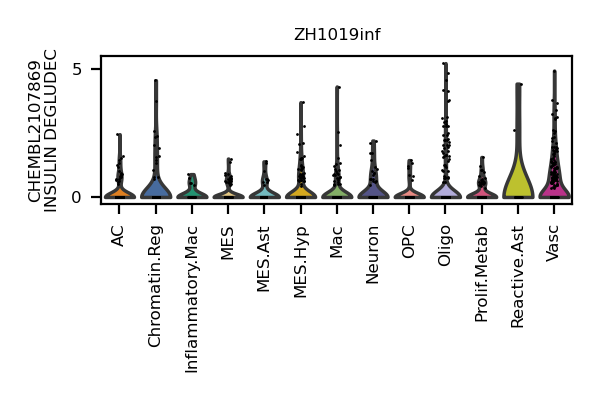 ZH1019inf
CHEMBL2107869
INSULIN DEGLUDEC
5
0
AC
Chromatin.Reg
Inflammatory.Mac
MES
MES.Ast
MES.Hyp
Mac
Neuron
OPC
Oligo
Prolif.Metab
Reactive.Ast
Vasc